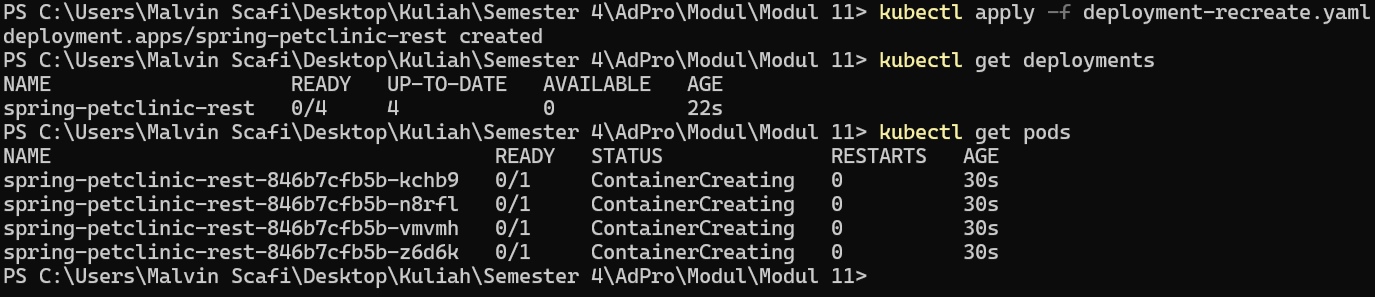 PS C:\Users\Malvin Scafi\Desktop\Kuliah\Semester 4\AdPro\Modul\Modul 11> kubectl apply -f deployment-recreate.yaml
deployment.apps/spring-petclinic-rest created
PS C:\Users\Malvin Scafi\Desktop\Kuliah\Semester 4\AdPro\Modul\Modul 11> kubectl get deployments
NAME                    READY   UP-TO-DATE   AVAILABLE   AGE
spring-petclinic-rest   0/4     4            0           22s
PS C:\Users\Malvin Scafi\Desktop\Kuliah\Semester 4\AdPro\Modul\Modul 11> kubectl get pods
NAME                                     READY   STATUS              RESTARTS   AGE
spring-petclinic-rest-846b7cfb5b-kchb9   0/1     ContainerCreating   0          30s
spring-petclinic-rest-846b7cfb5b-n8rfl   0/1     ContainerCreating   0          30s
spring-petclinic-rest-846b7cfb5b-vmvmh   0/1     ContainerCreating   0          30s
spring-petclinic-rest-846b7cfb5b-z6d6k   0/1     ContainerCreating   0          30s
PS C:\Users\Malvin Scafi\Desktop\Kuliah\Semester 4\AdPro\Modul\Modul 11>